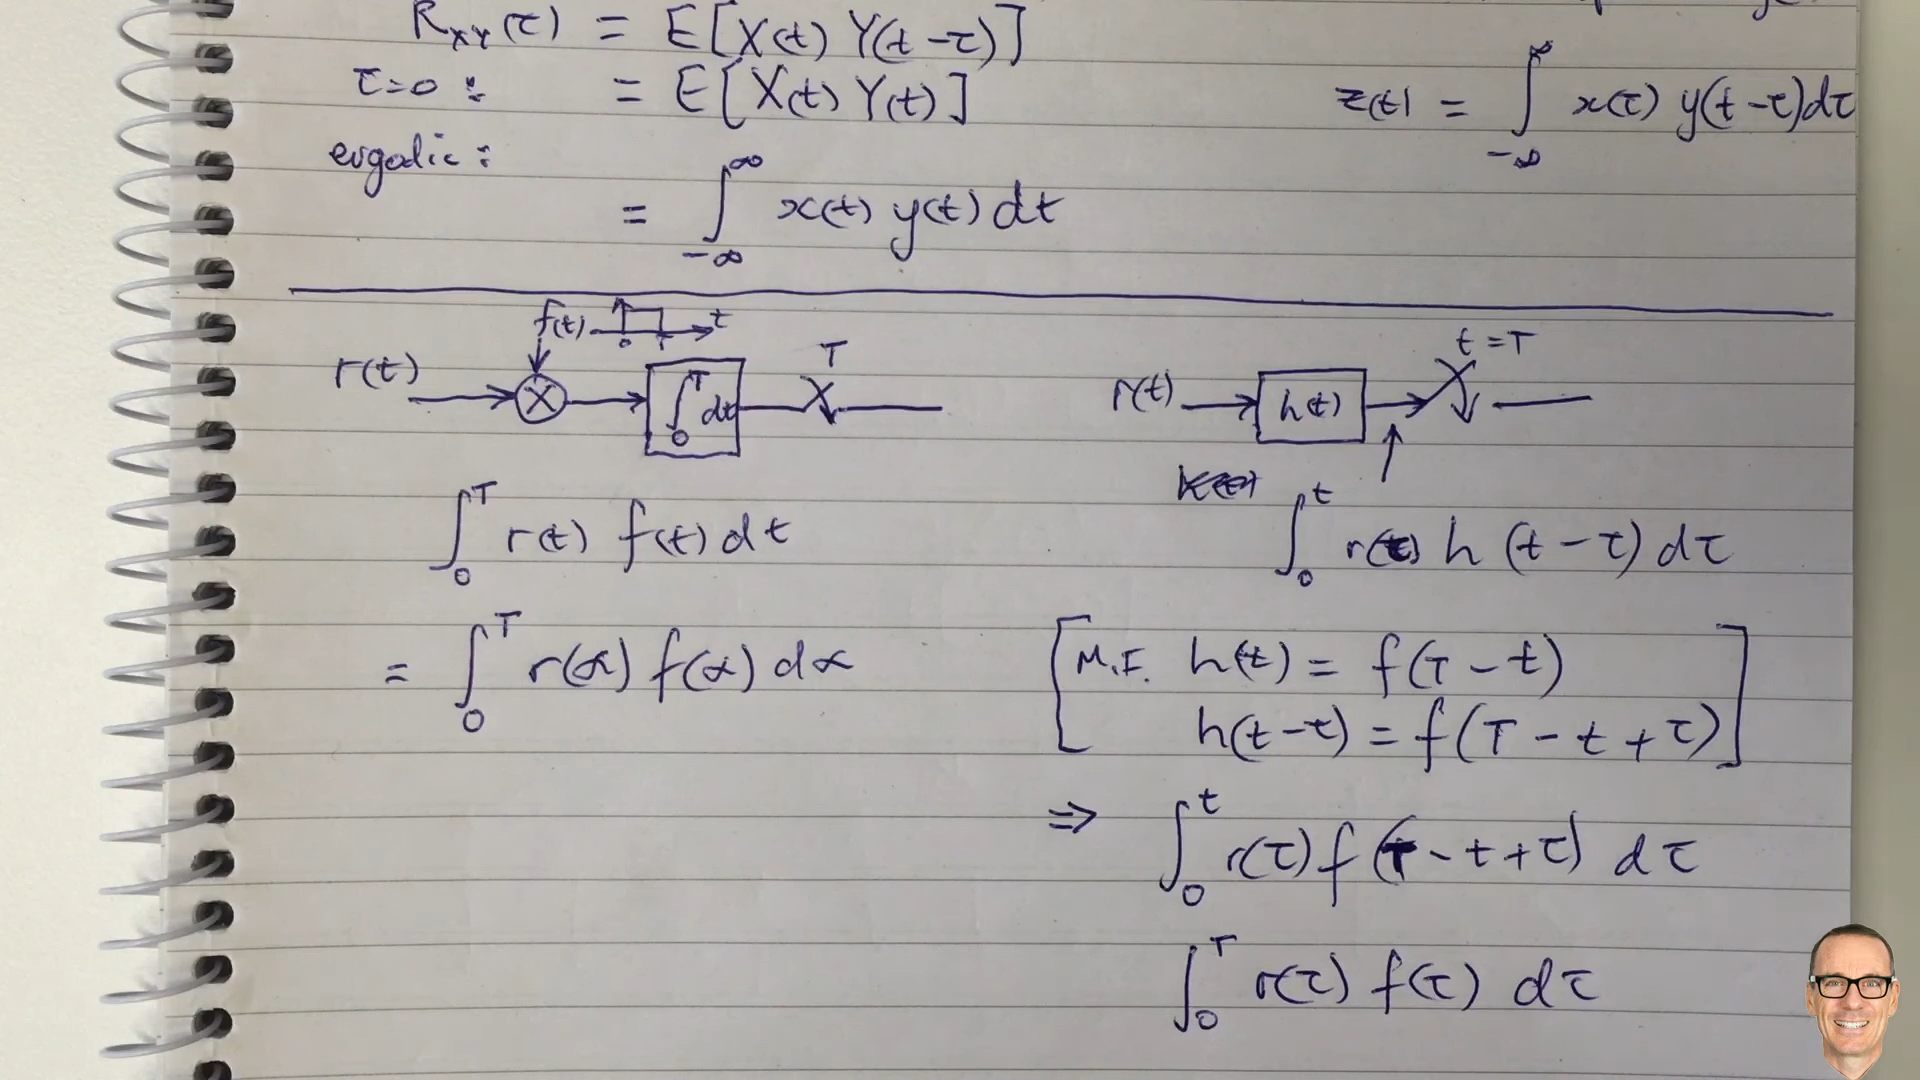 R_XY(τ) = E[X(t) Y(t-τ)]
τ=0 : = E[X(t) Y(t)]
z(t) = ∫_{-∞}^{∞} x(τ) y(t-τ)dτ
ergodic :
= ∫_{-∞}^{∞} x(t) y(t) dt
f(t) 0 T t
r(t) × ∫_0^T dt T
r(t) h(t) t=T
∫_0^T r(t) f(t) dt
∫_0^t r(τ) h (t-τ) dτ
= ∫_0^T r(α) f(α) dα
[M.F. h(t) = f(T-t)
h(t-τ) = f(T-t+τ)]
⇒ ∫_0^t r(τ) f(T-t+τ) dτ
∫_0^T r(τ) f(τ) dτ